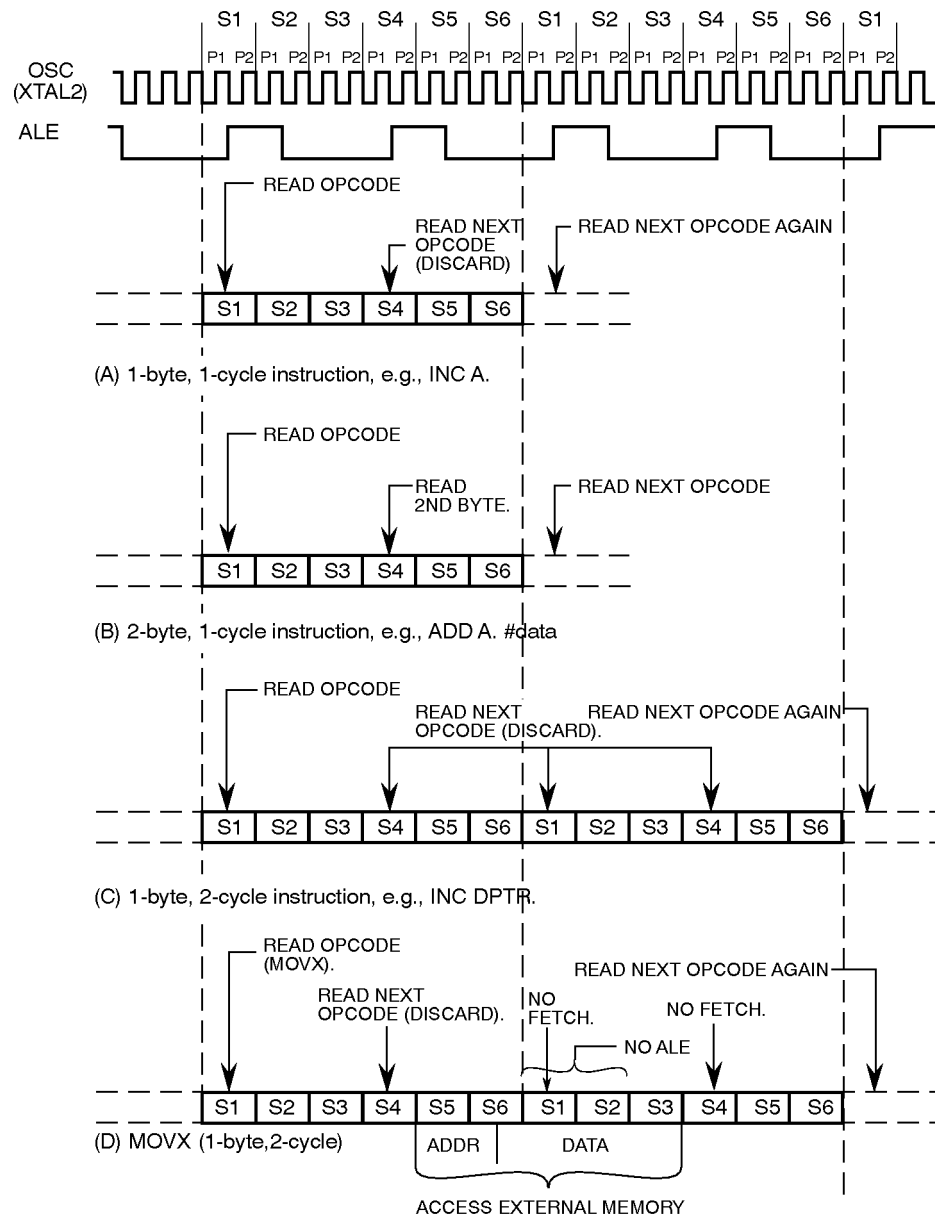 S1 S2 S3 S4 S5 S6 S1 S2 S3 S4 S5 S6 S1
P1 P2 P1 P2 P1 P2 P1 P2 P1 P2 P1 P2 P1 P2 P1 P2 P1 P2 P1 P2 P1 P2 P1 P2 P1 P2
OSC
(XTAL2)
ALE
READ OPCODE
READ NEXT
OPCODE
(DISCARD)
READ NEXT OPCODE AGAIN
S1 S2 S3 S4 S5 S6
(A) 1-byte, 1-cycle instruction, e.g., INC A.
READ OPCODE
READ
2ND BYTE.
READ NEXT OPCODE
S1 S2 S3 S4 S5 S6
(B) 2-byte, 1-cycle instruction, e.g., ADD A. #data
READ OPCODE
READ NEXT
OPCODE (DISCARD).
READ NEXT OPCODE AGAIN
S1 S2 S3 S4 S5 S6 S1 S2 S3 S4 S5 S6
(C) 1-byte, 2-cycle instruction, e.g., INC DPTR.
READ OPCODE
(MOVX).
READ NEXT
OPCODE (DISCARD).
NO
FETCH.
NO ALE
NO FETCH.
READ NEXT OPCODE AGAIN
S1 S2 S3 S4 S5 S6 S1 S2 S3 S4 S5 S6
(D) MOVX (1-byte,2-cycle)
ADDR
DATA
ACCESS EXTERNAL MEMORY